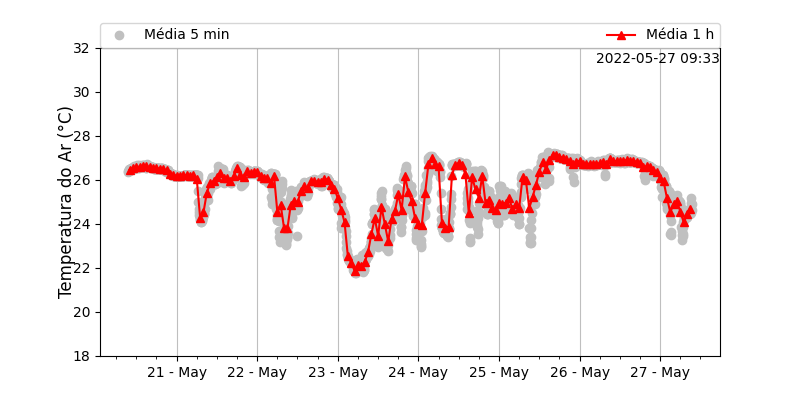 Média 5 min
Média 1 h
2022-05-27 09:33
Temperatura do Ar (°C)
32
30
28
26
24
22
20
18
21 - May
22 - May
23 - May
24 - May
25 - May
26 - May
27 - May